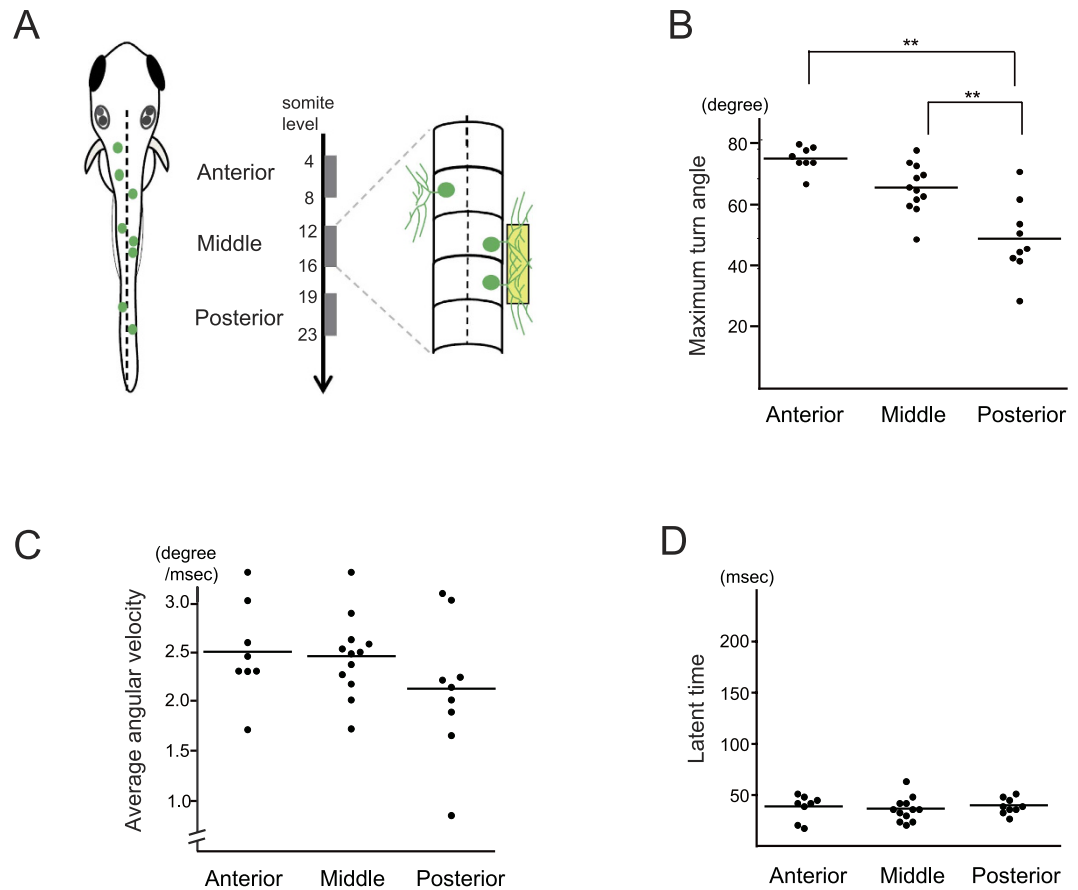 A
somite
level
Anterior
4
8
Middle
12
16
Posterior
19
23
B
**
**
(degree)
Maximum turn angle
80
60
40
20
Anterior Middle Posterior
C
(degree
/msec)
Average angular velocity
3.0
2.5
2.0
1.5
1.0
Anterior Middle Posterior
D
(msec)
Latent time
200
150
100
50
Anterior Middle Posterior